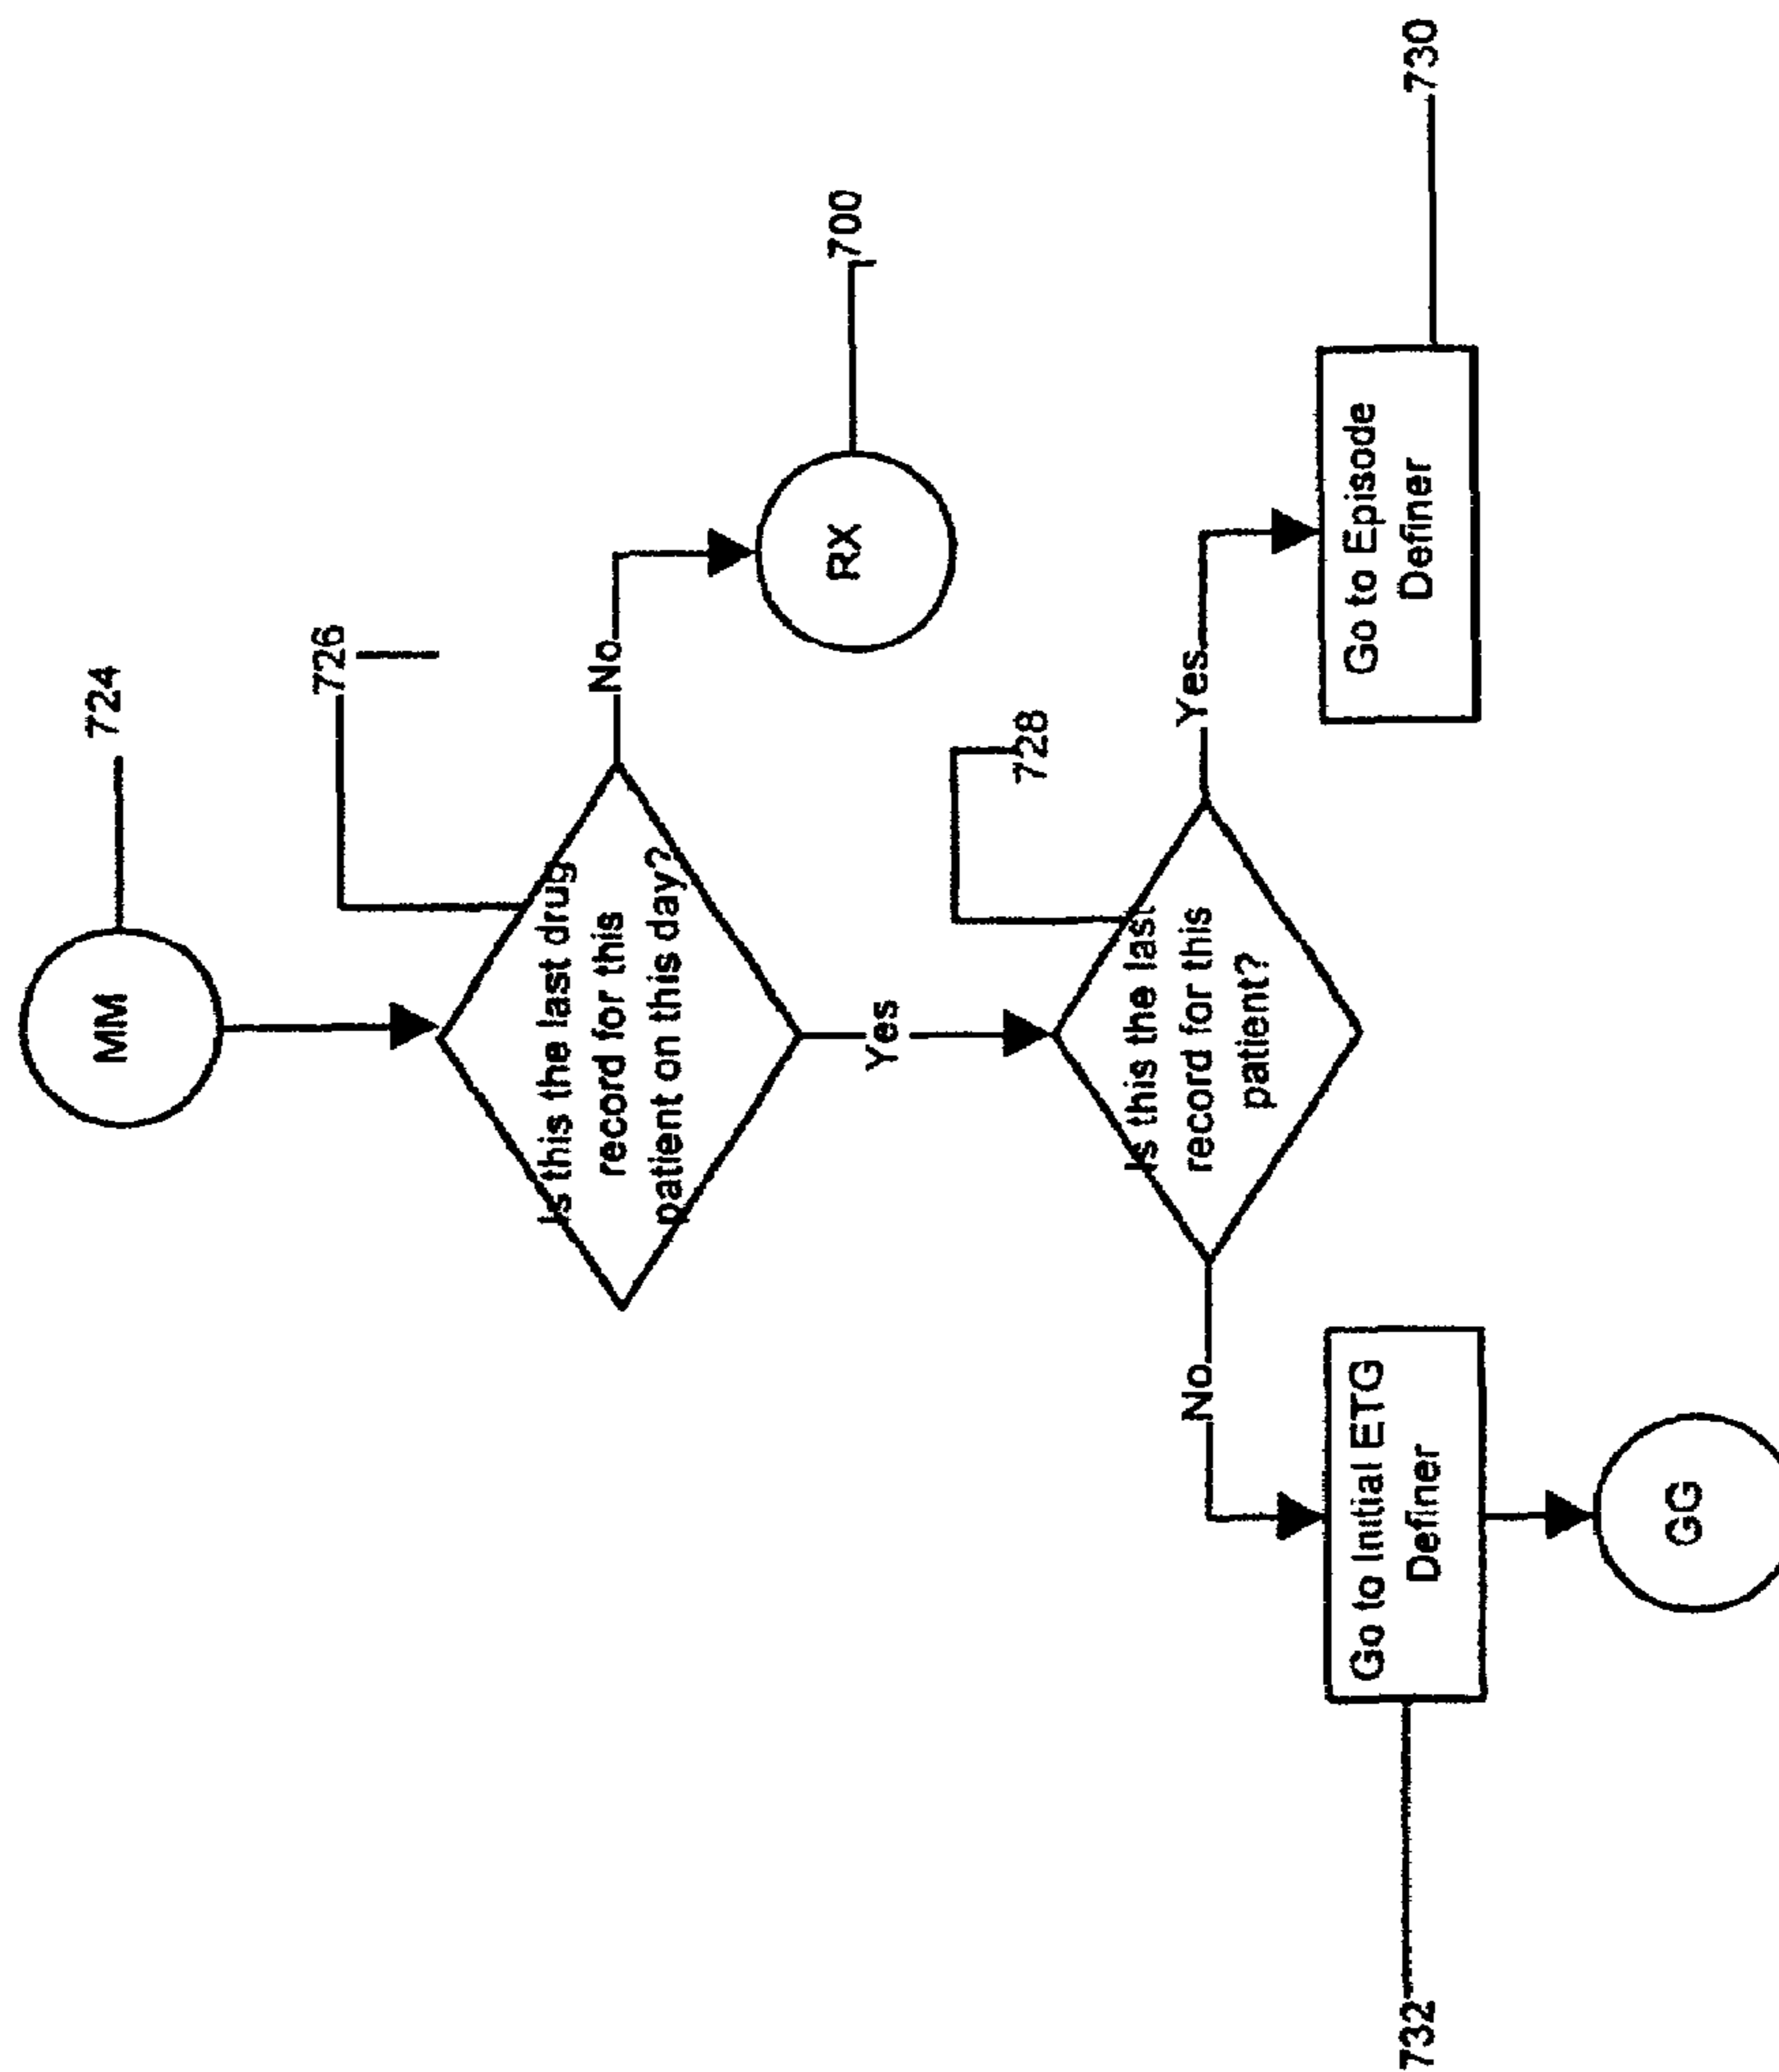 MM
724
726
Is this the last drug
record for this
patient on this day?
No
RX
700
Yes
728
Is this the last
record for this
patient?
Yes
No
Go to Episode
Definer
730
Go to Initial ETG
Definer
732
GG